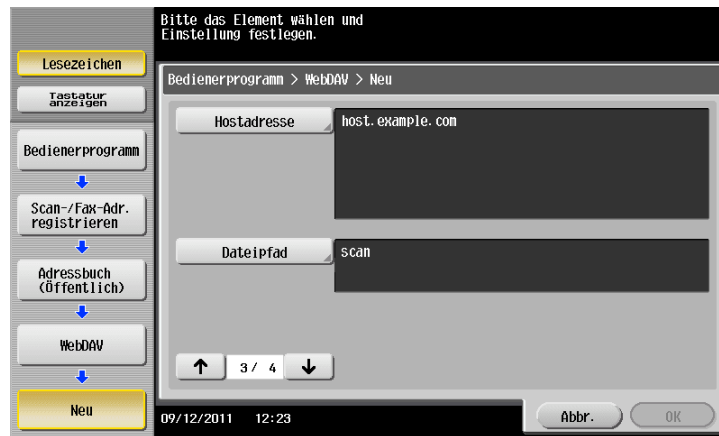 Bitte das Element wählen und
Einstellung festlegen.
Lesezeichen
Tastatur
anzeigen
Bedienerprogramm
Scan-/Fax-Adr.
registrieren
Adressbuch
(Öffentlich)
WebDAV
Neu
Bedienerprogramm > WebDAV > Neu
Hostadresse
host.example.com
Dateipfad
scan
↑ 3/ 4 ↓
09/12/2011 12:23
Abbr.
OK